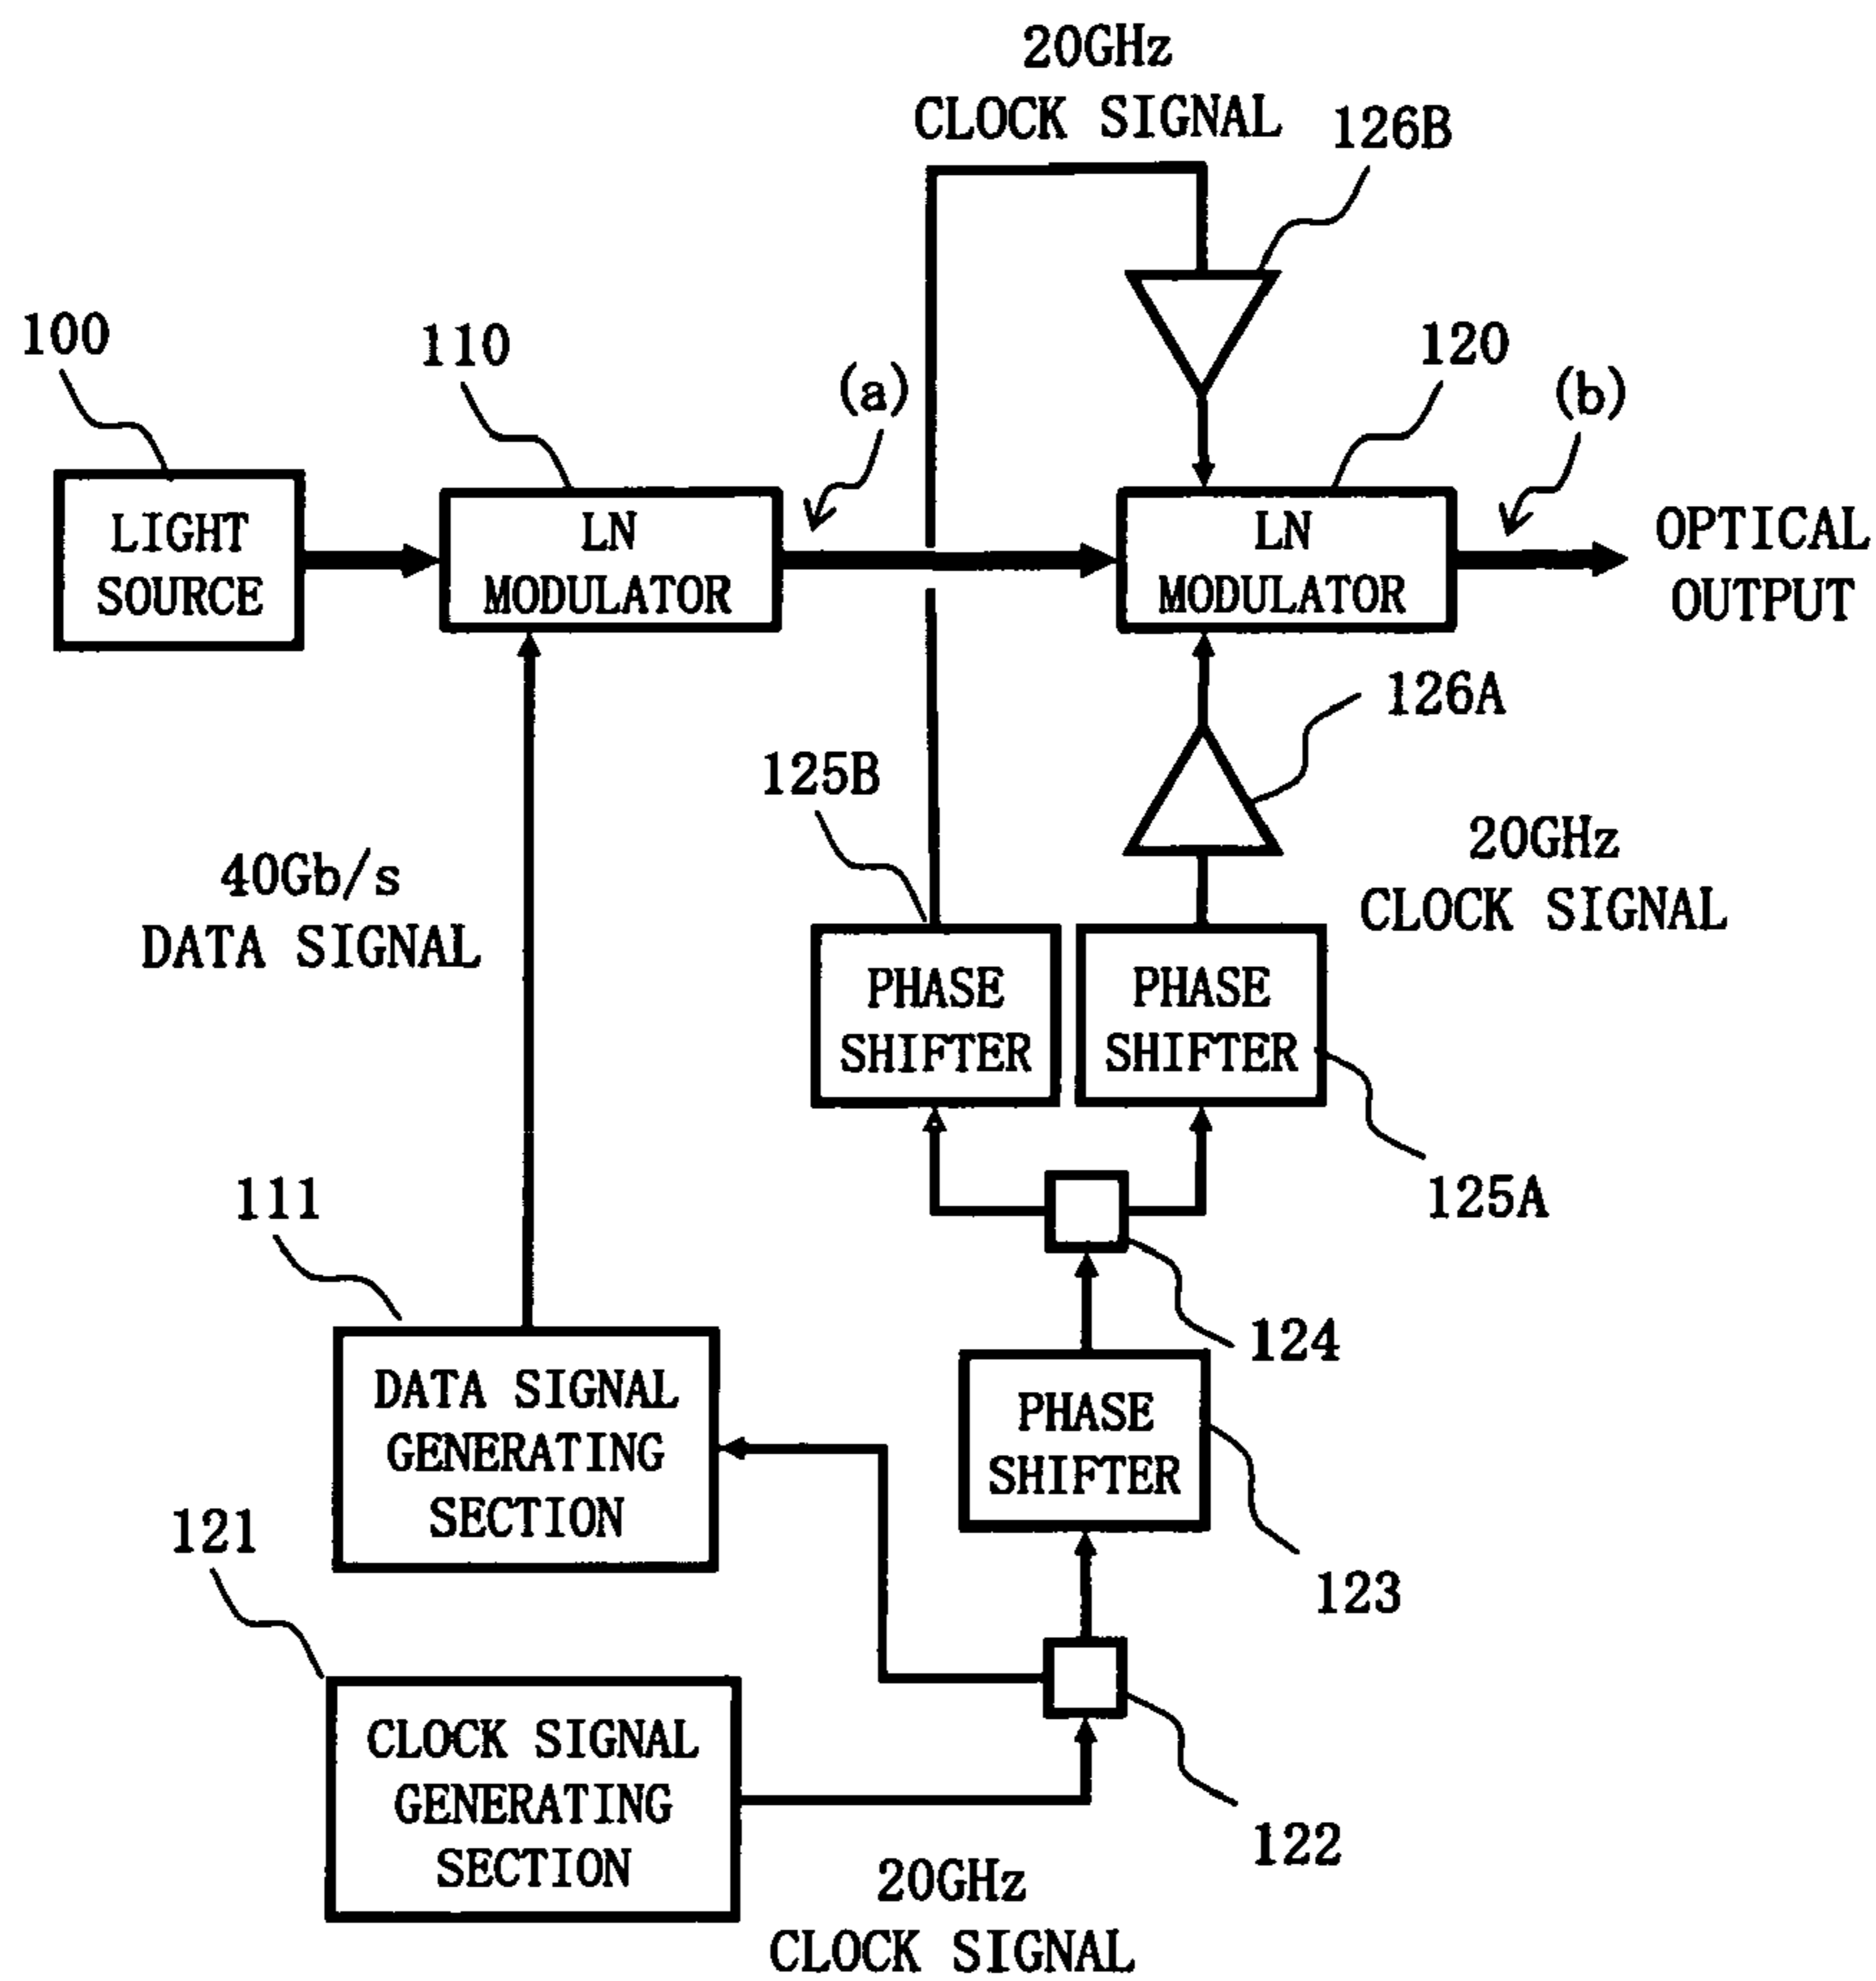 20GHz
CLOCK SIGNAL
126B
100
110
(a)
120
(b)
LIGHT
SOURCE
LN
MODULATOR
LN
MODULATOR
OPTICAL
OUTPUT
126A
125B
40Gb/s
DATA SIGNAL
20GHz
CLOCK SIGNAL
PHASE
SHIFTER
PHASE
SHIFTER
111
125A
124
DATA SIGNAL
GENERATING
SECTION
PHASE
SHIFTER
121
123
CLOCK SIGNAL
GENERATING
SECTION
122
20GHz
CLOCK SIGNAL